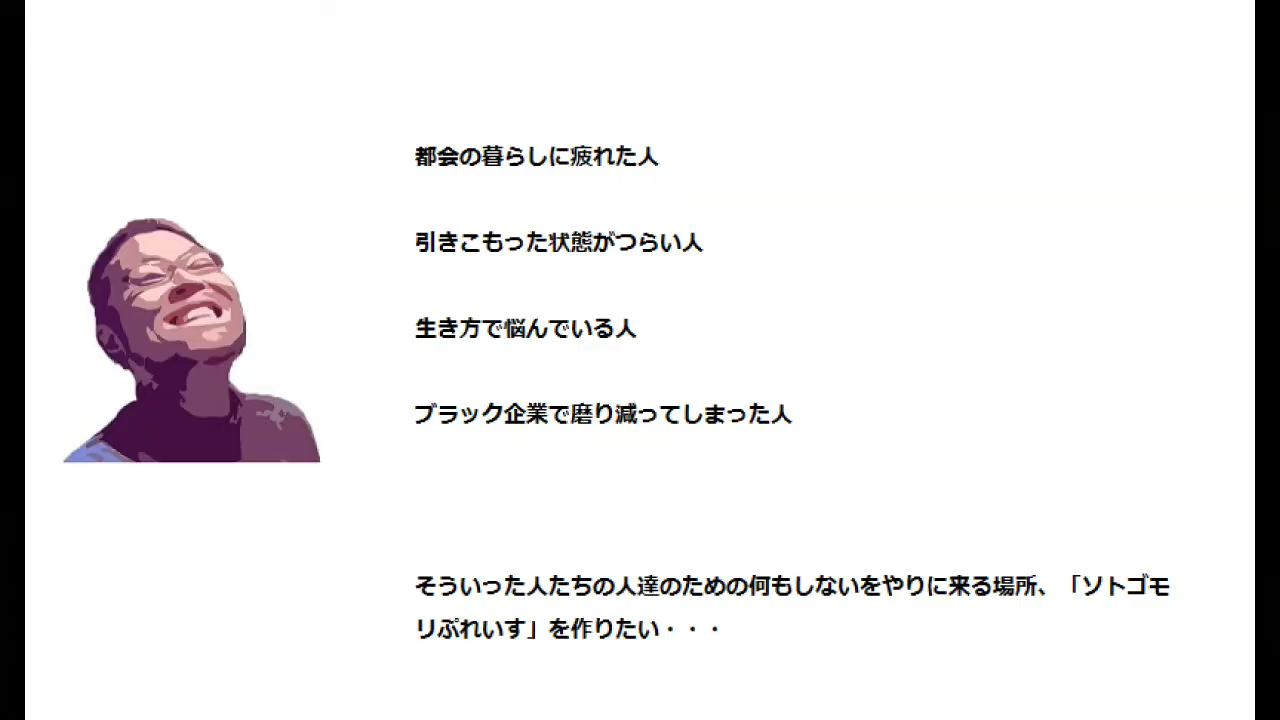 都会の暮らしに疲れた人
引きこもった状態がつらい人
生き方で悩んでいる人
ブラック企業で磨り減ってしまった人
そういった人たちの人達のための何もしないをやりに来る場所、「ソトゴモ
リぷれいす」を作りたい・・・